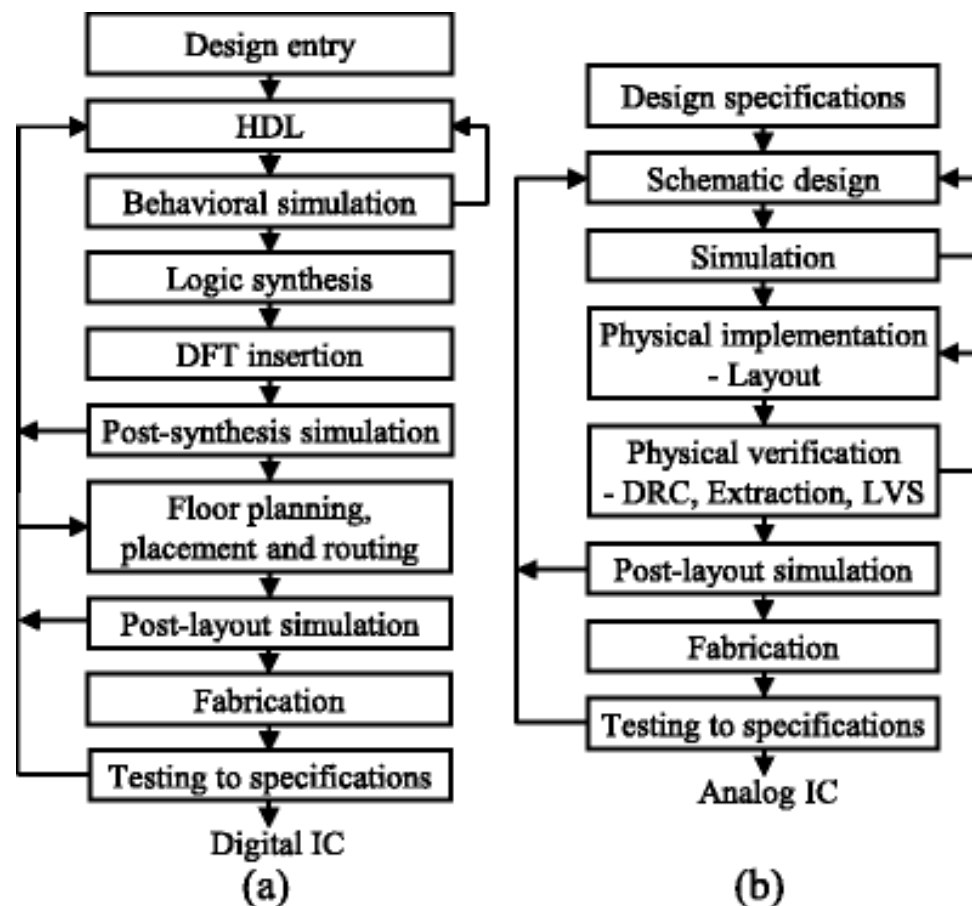 Design entry
HDL
Behavioral simulation
Logic synthesis
DFT insertion
Post-synthesis simulation
Floor planning,
placement and routing
Post-layout simulation
Fabrication
Testing to specifications
Digital IC
(a)
Design specifications
Schematic design
Simulation
Physical implementation
- Layout
Physical verification
- DRC, Extraction, LVS
Post-layout simulation
Fabrication
Testing to specifications
Analog IC
(b)